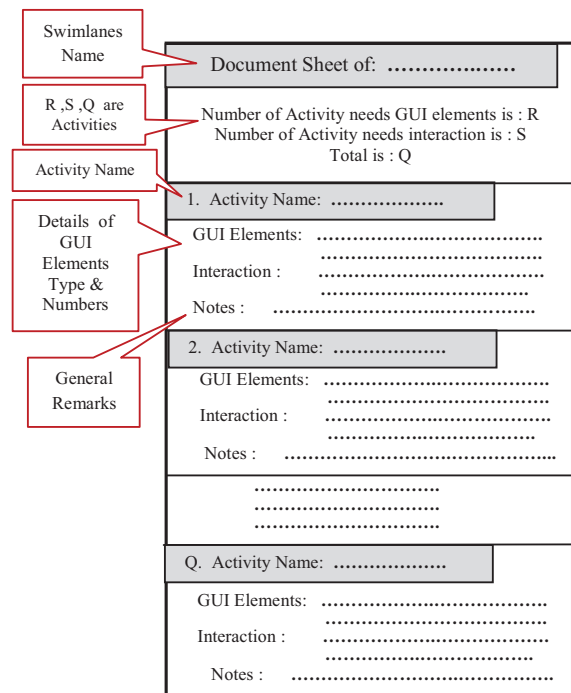 Swimlanes
Name
Document Sheet of: …………..……
R ,S ,Q are
Activities
Number of Activity needs GUI elements is : R
Number of Activity needs interaction is : S
Total is : Q
Activity Name
1. Activity Name: ……………….
Details of
GUI
Elements
Type &
Numbers
GUI Elements: …………………..………………….
…………………..……………….
Interaction : …………………..………………….
…………………..…………….
Notes : …………………………..…………….
General
Remarks
2. Activity Name: ……………….
GUI Elements: …………………..………………….
…………………..……………….
Interaction : …………………..………………….
…………………..…………….
Notes : …………………………..………………...
…………………..………….
…………………..………….
…………………..………….
Q. Activity Name: ……………….
GUI Elements: …………………..………………….
…………………..……………….
Interaction : …………………..………………….
…………………..…………….
Notes : …………………………..…………….